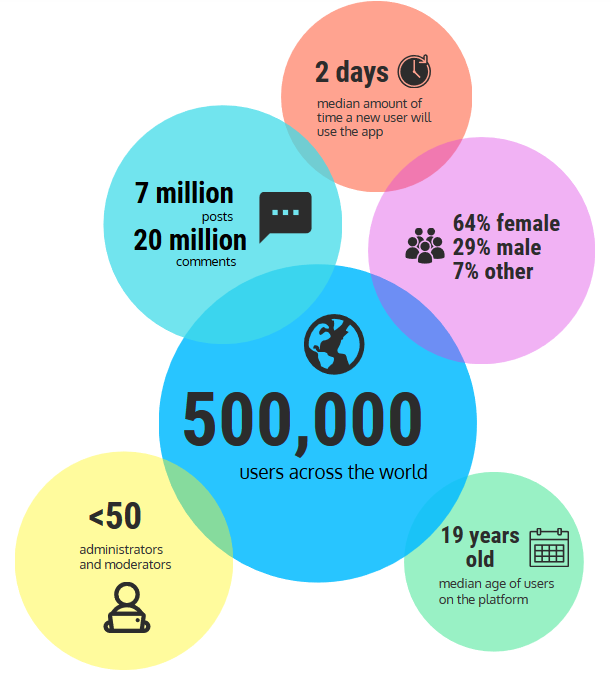 2 days
median amount of
time a new user will
use the app
7 million
posts
20 million
comments
64% female
29% male
7% other
500,000
users across the world
<50
administrators
and moderators
19 years
old
median age of users
on the platform